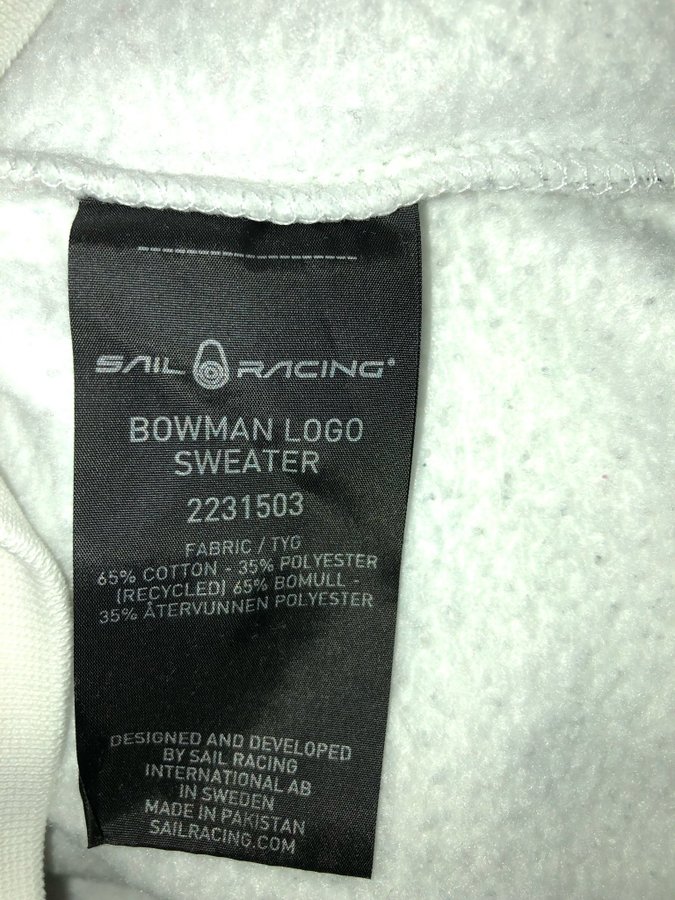 SAIL RACING®
BOWMAN LOGO
SWEATER
2231503
FABRIC / TYG
65% COTTON - 35% POLYESTER
(RECYCLED) 65% BOMULL -
35% ÅTERVUNNEN POLYESTER
DESIGNED AND DEVELOPED
BY SAIL RACING
INTERNATIONAL AB
IN SWEDEN
MADE IN PAKISTAN
SAILRACING.COM